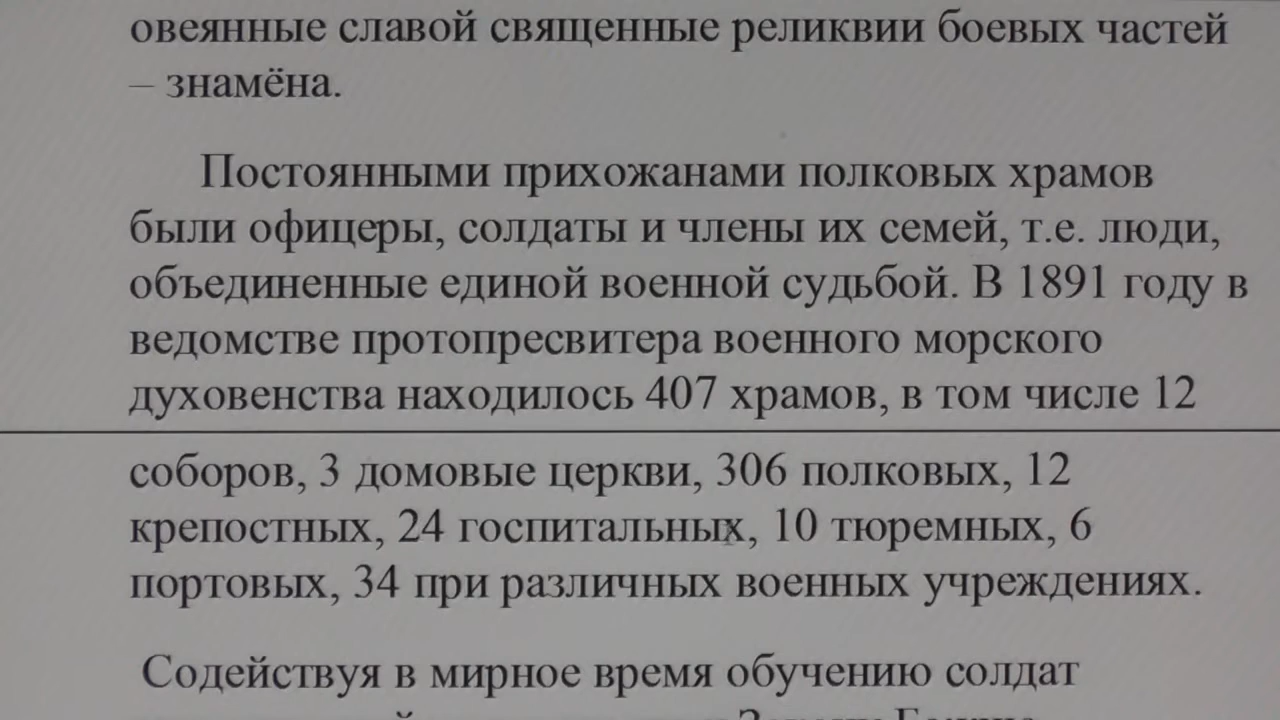 овеянные славой священные реликвии боевых частей
– знамёна.
Постоянными прихожанами полковых храмов
были офицеры, солдаты и члены их семей, т.е. люди,
объединенные единой военной судьбой. В 1891 году в
ведомстве протопресвитера военного морского
духовенства находилось 407 храмов, в том числе 12
соборов, 3 домовые церкви, 306 полковых, 12
крепостных, 24 госпитальных, 10 тюремных, 6
портовых, 34 при различных военных учреждениях.
Содействуя в мирное время обучению солдат